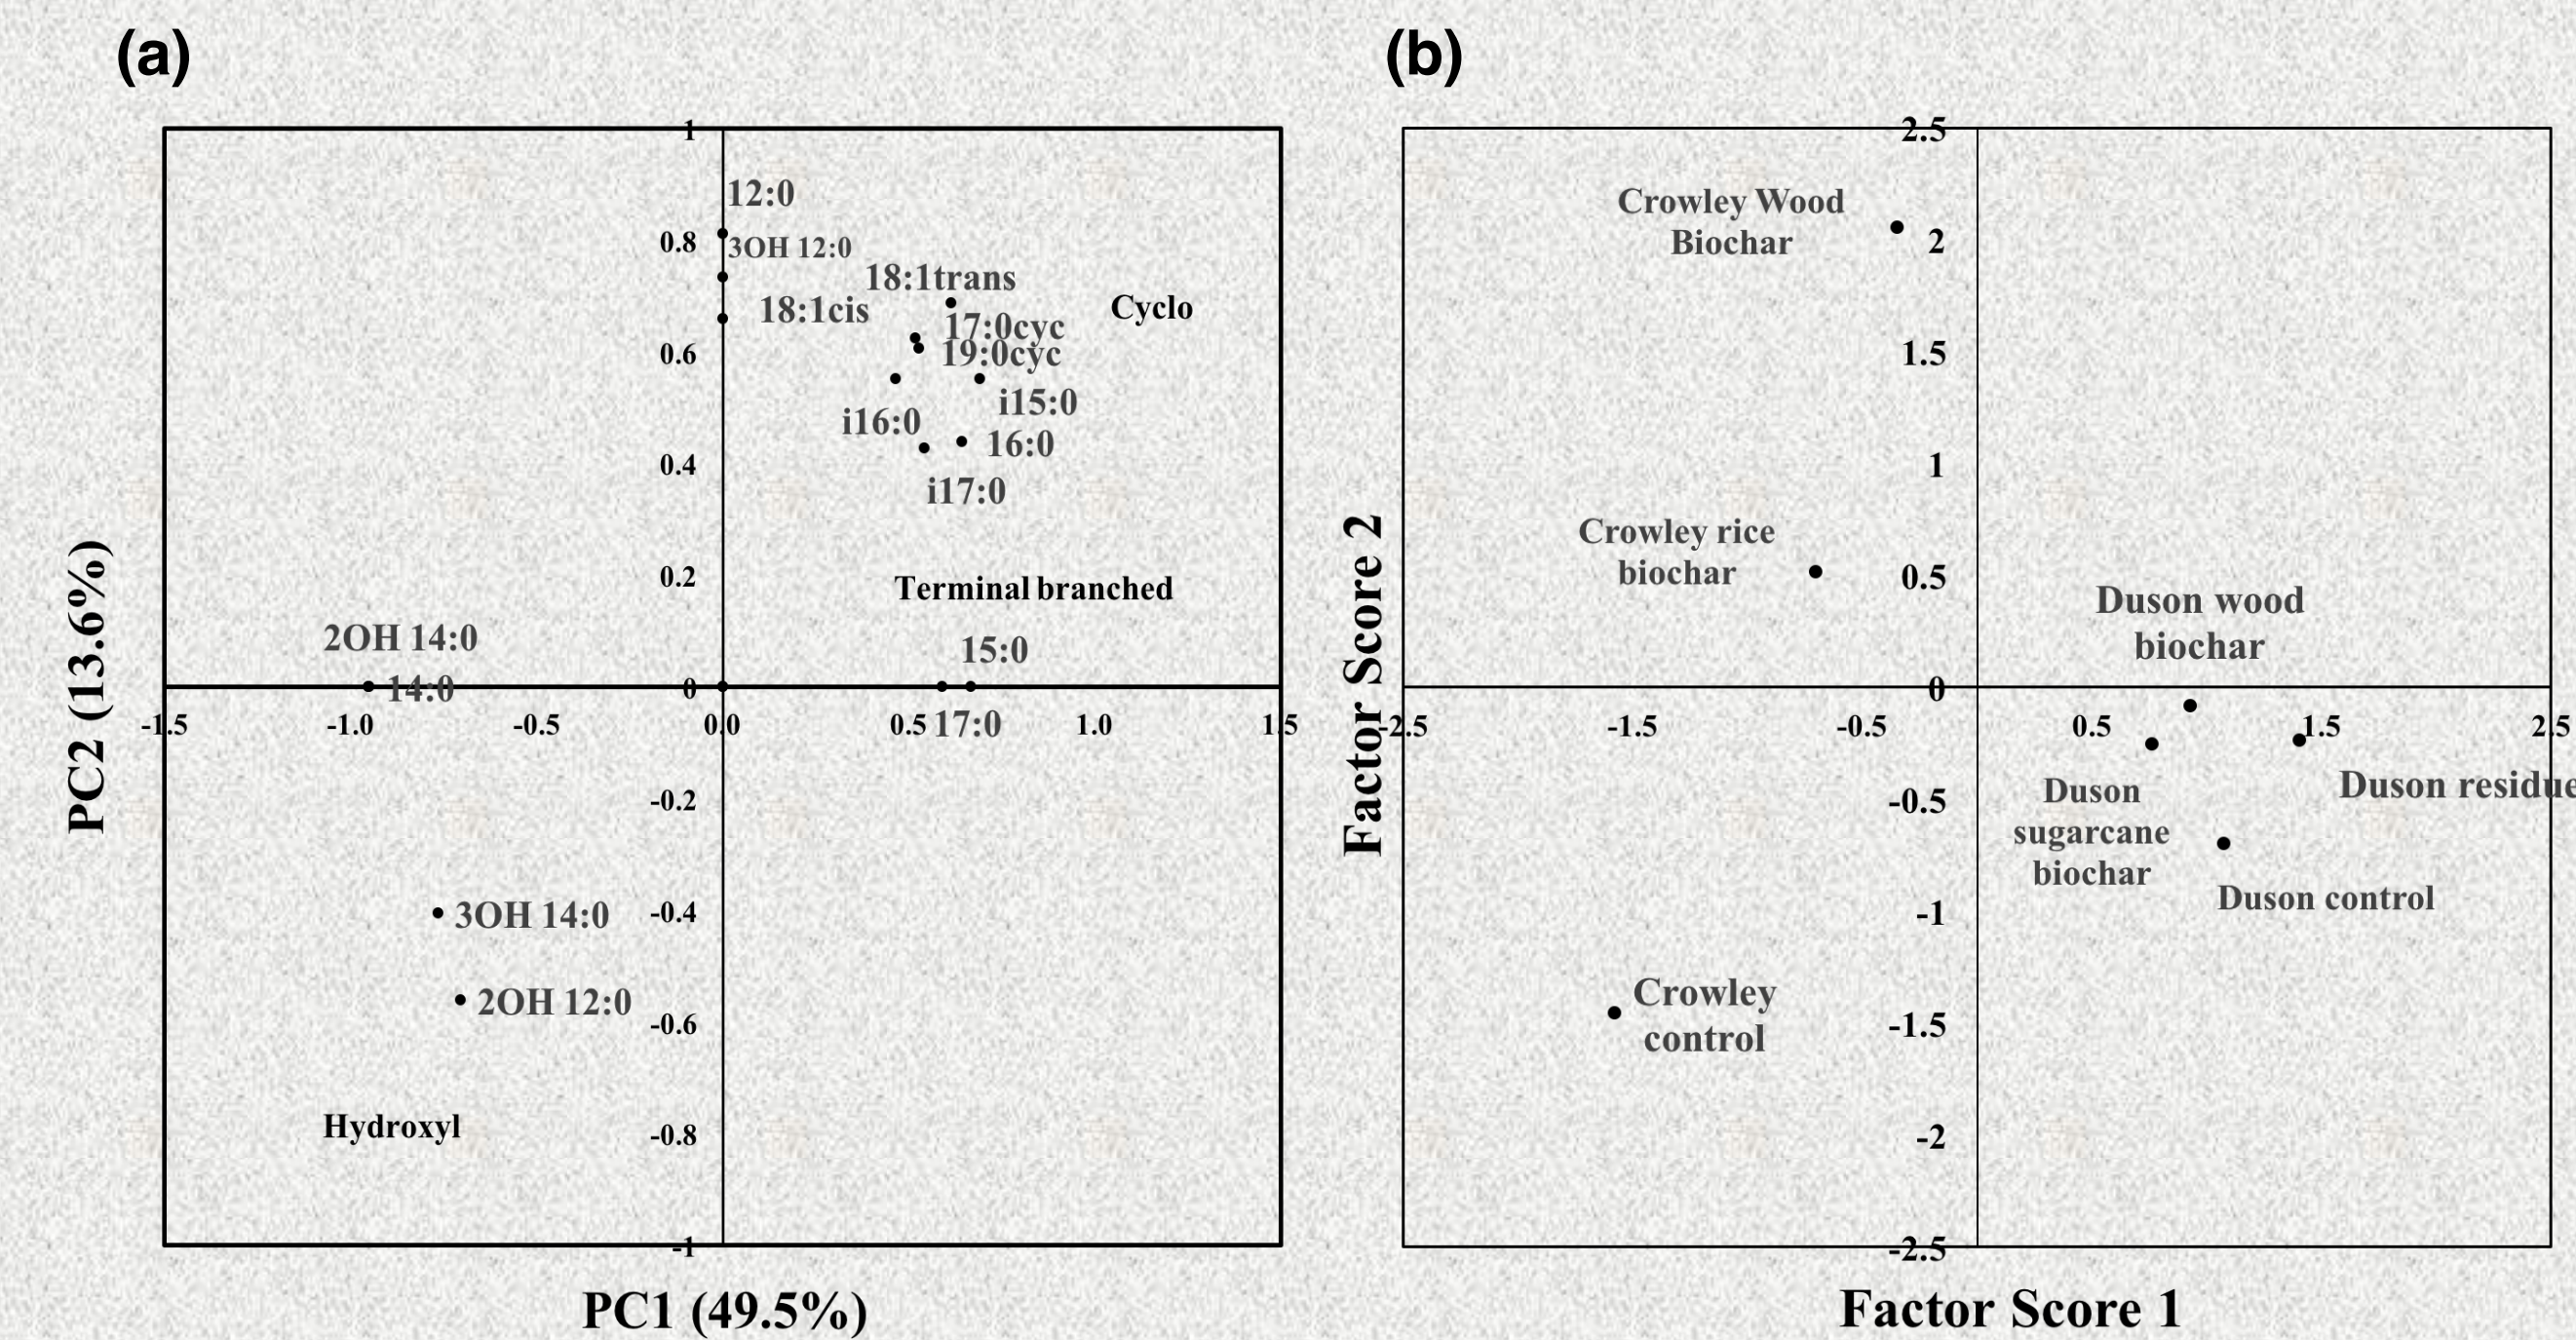 (a)
(b)
1
12:0
0.8
3OH 12:0
18:1trans
18:1cis
17:0cyc
Cyclo
0.6
19:0cyc
i15:0
i16:0
0.4
16:0
i17:0
0.2
Terminal branched
2OH 14:0
15:0
14:0
0
-1.5
-1.0
-0.5
0.0
0.5
17:0
1.0
1.5
-0.2
-0.4
3OH 14:0
2OH 12:0
-0.6
-0.8
Hydroxyl
-1
PC2 (13.6%)
PC1 (49.5%)
2.5
Crowley Wood
Biochar
2
1.5
1
Crowley rice
biochar
0.5
Duson wood
biochar
0
-2.5
-1.5
-0.5
0.5
1.5
2.5
Duson residue
Duson
sugarcane
biochar
-0.5
Duson control
-1
Crowley
control
-1.5
-2
-2.5
Factor Score 2
Factor Score 1